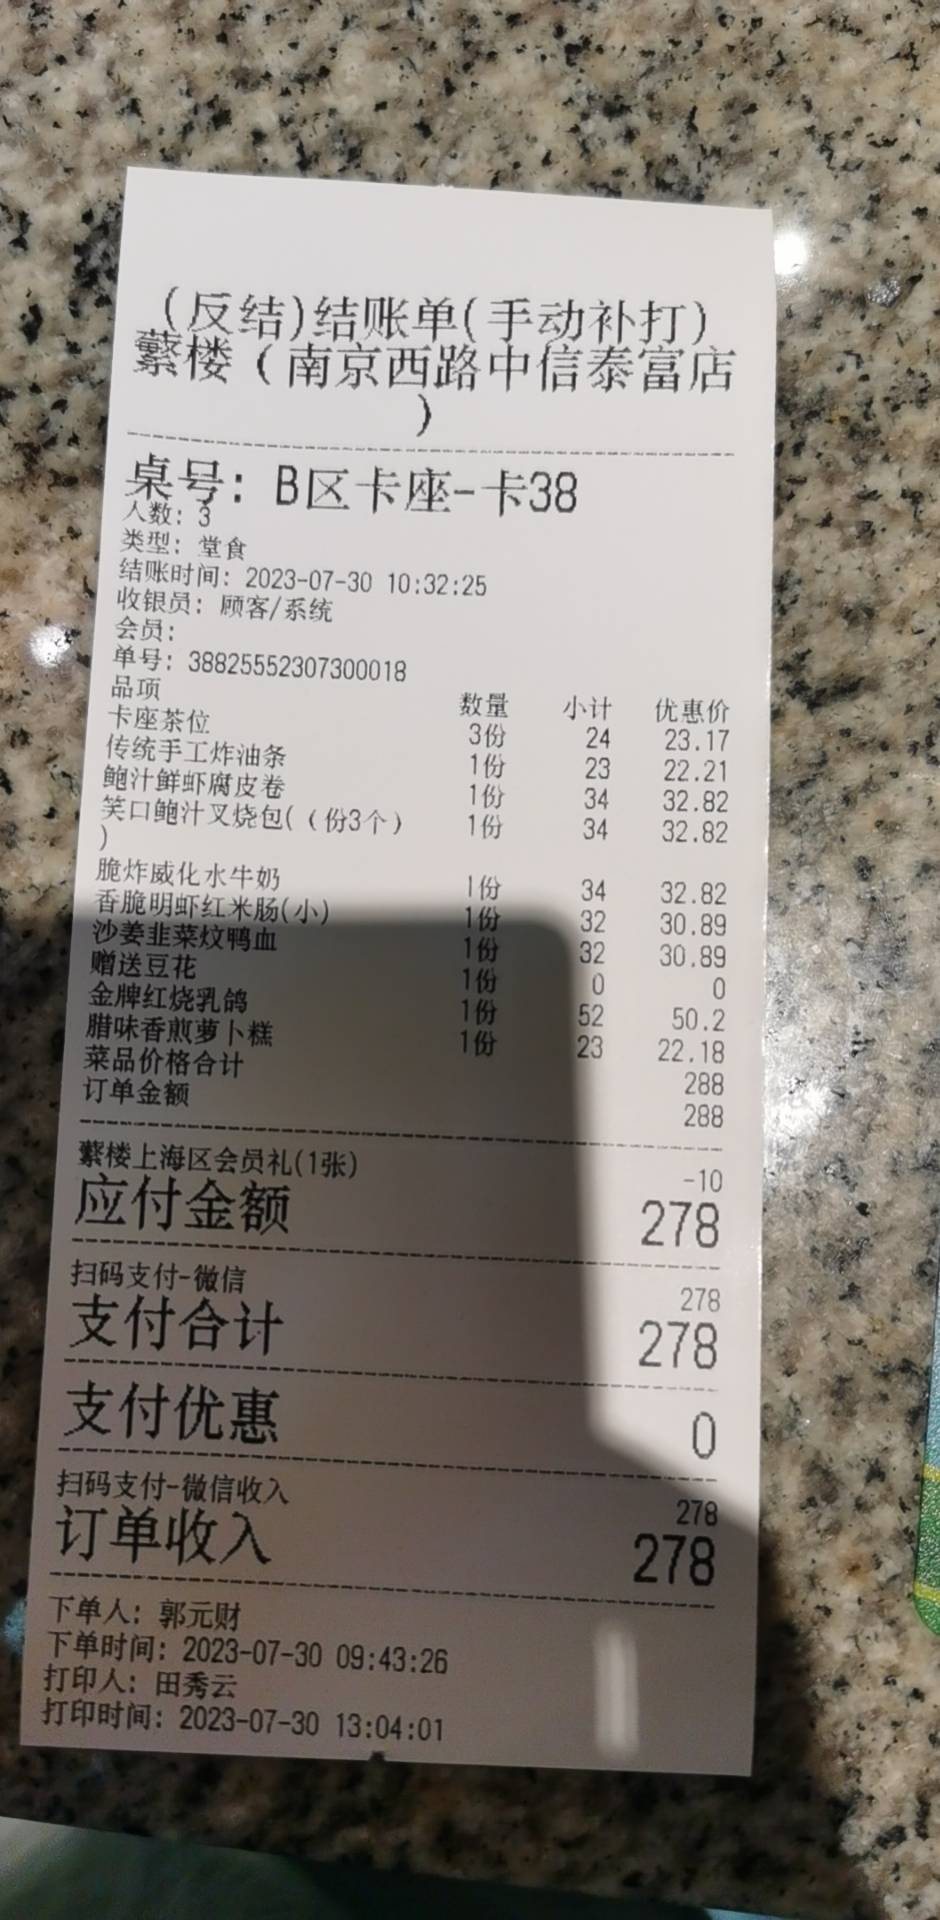 (反结)结账单(手动补打)
蘩楼（南京西路中信泰富店
）
桌号: B区卡座-卡38
人数: 3
类型: 堂食
结账时间: 2023-07-30 10:32:25
收银员: 顾客/系统
会员:
单号: 38825552307300018
品项 数量 小计 优惠价
卡座茶位 3份 24 23.17
传统手工炸油条 1份 23 22.21
鲍汁鲜虾腐皮卷 1份 34 32.82
笑口鲍汁叉烧包(（份3个） 1份 34 32.82
)
脆炸威化水牛奶 1份 34 32.82
香脆明虾红米肠(小) 1份 32 30.89
沙姜韭菜炆鸭血 1份 32 30.89
赠送豆花 1份 0 0
金牌红烧乳鸽 1份 52 50.2
腊味香煎萝卜糕 1份 23 22.18
菜品价格合计 288
订单金额 288
蘩楼上海区会员礼(1张) -10
应付金额 278
扫码支付-微信 278
支付合计 278
支付优惠 0
扫码支付-微信收入 278
订单收入 278
下单人: 郭元财
下单时间: 2023-07-30 09:43:26
打印人: 田秀云
打印时间: 2023-07-30 13:04:01